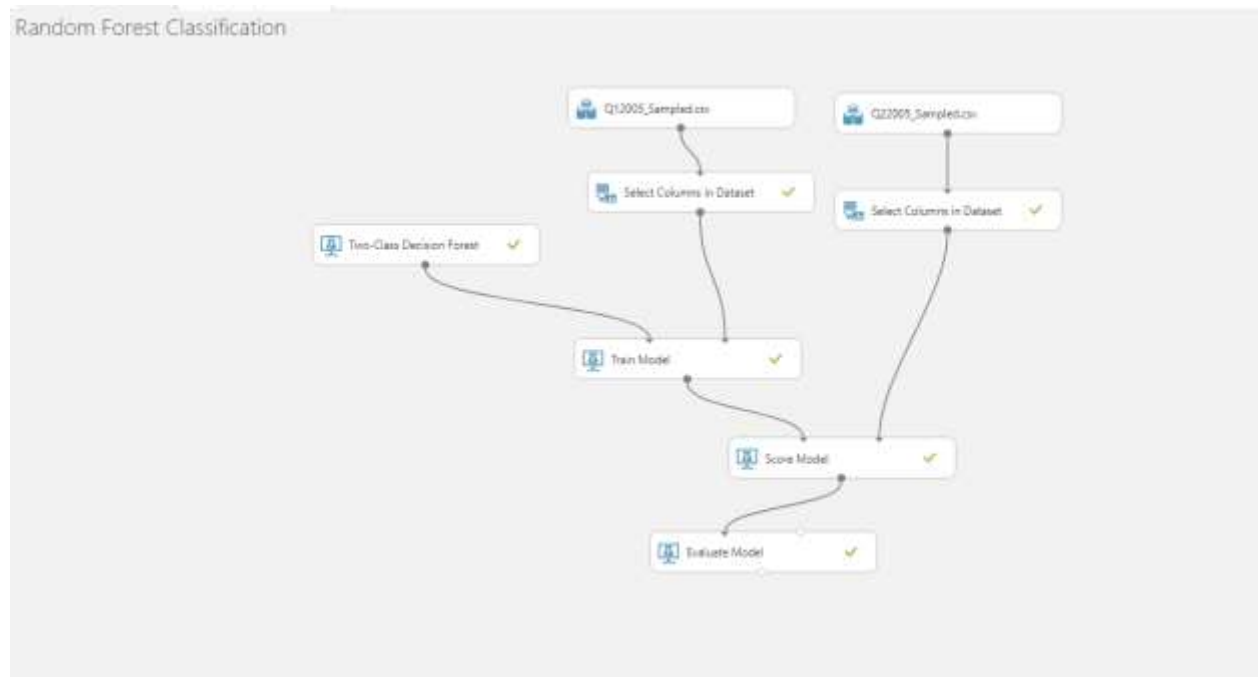 Random Forest Classification
Q12005_Sampled.csv
Q22005_Sampled.csv
Select Columns in Dataset
Select Columns in Dataset
Two-Class Decision Forest
Train Model
Score Model
Evaluate Model